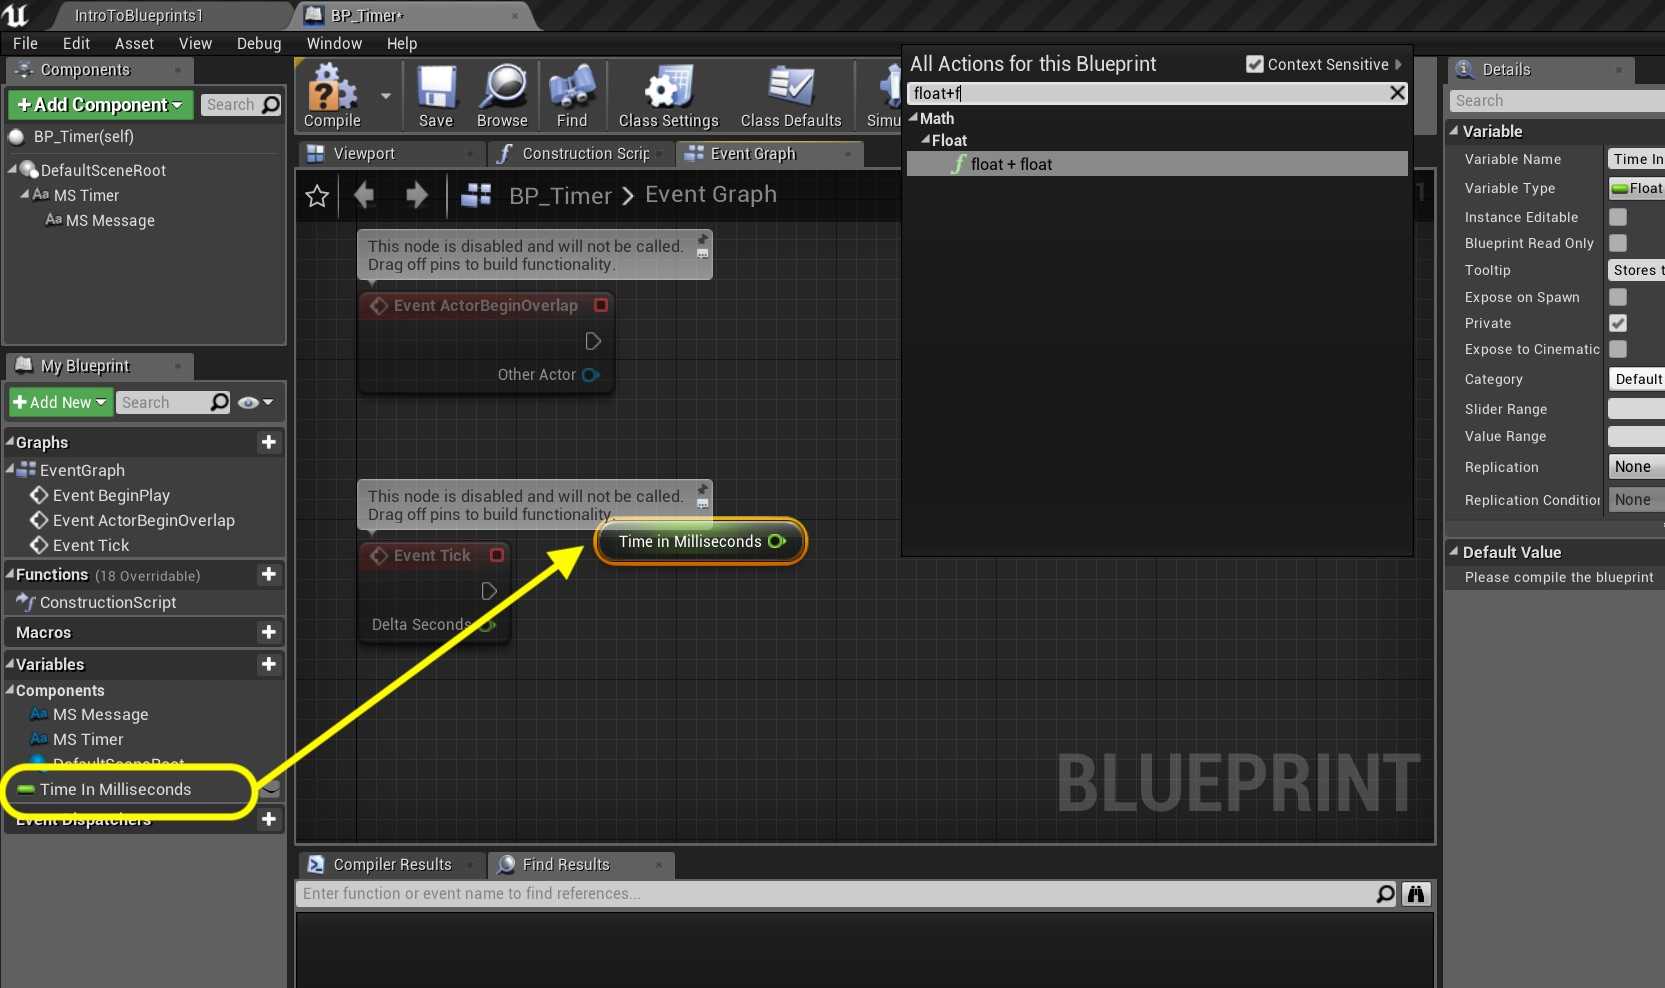 IntroToBlueprints1
BP_Timer*
File Edit Asset View Debug Window Help
Components
+Add Component
Search
BP_Timer(self)
DefaultSceneRoot
Aa MS Timer
Aa MS Message
Compile
Save
Browse
Find
Class Settings
Class Defaults
Simu
Viewport
Construction Scrip
Event Graph
BP_Timer > Event Graph
This node is disabled and will not be called.
Drag off pins to build functionality.
Event ActorBeginOverlap
Other Actor
This node is disabled and will not be called.
Drag off pins to build functionality.
Event Tick
Delta Seconds
Time in Milliseconds
BLUEPRINT
All Actions for this Blueprint
Context Sensitive
float+f
Math
Float
f float + float
My Blueprint
+Add New
Search
Graphs
EventGraph
Event BeginPlay
Event ActorBeginOverlap
Event Tick
Functions (18 Overridable)
ConstructionScript
Macros
Variables
Components
Aa MS Message
Aa MS Timer
DefaultSceneRoot
Time In Milliseconds
Event Dispatchers
Compiler Results
Find Results
Enter function or event name to find references...
Details
Search
Variable
Variable Name Time In
Variable Type Float
Instance Editable
Blueprint Read Only
Tooltip Stores t
Expose on Spawn
Private
Expose to Cinematic
Category Default
Slider Range
Value Range
Replication None
Replication Condition None
Default Value
Please compile the blueprint